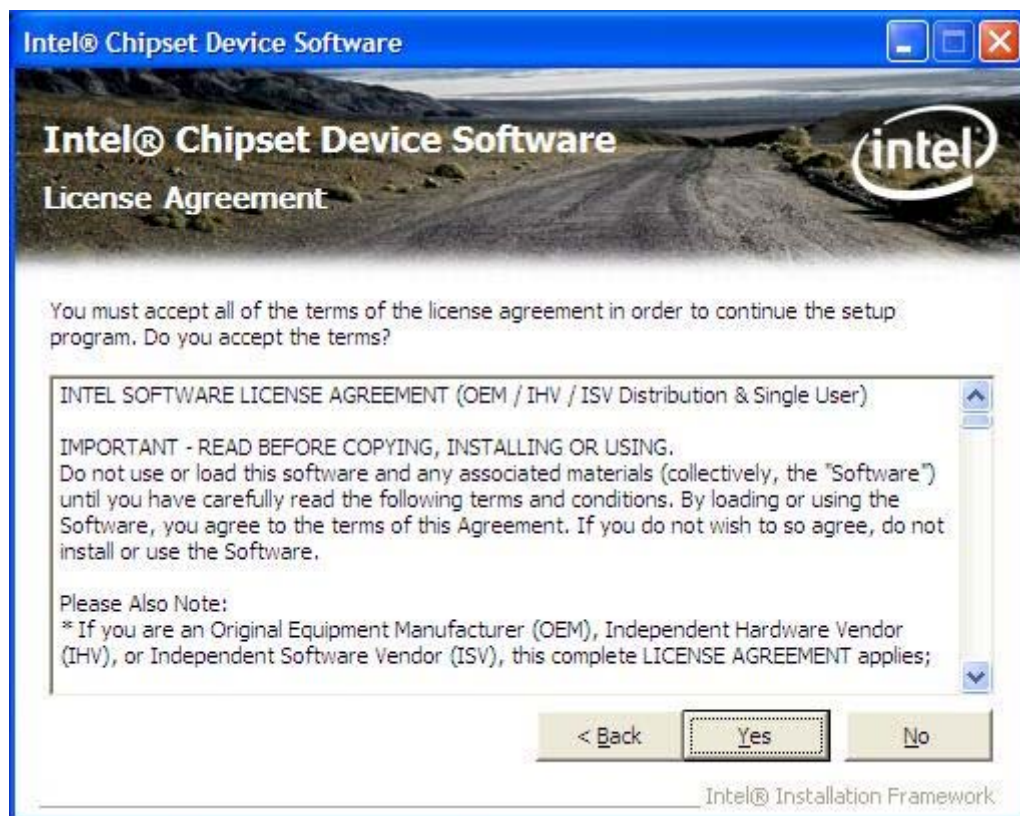 Intel® Chipset Device Software
Intel® Chipset Device Software
intel
License Agreement
You must accept all of the terms of the license agreement in order to continue the setup
program. Do you accept the terms?
INTEL SOFTWARE LICENSE AGREEMENT (OEM / IHV / ISV Distribution & Single User)
IMPORTANT - READ BEFORE COPYING, INSTALLING OR USING.
Do not use or load this software and any associated materials (collectively, the "Software")
until you have carefully read the following terms and conditions. By loading or using the
Software, you agree to the terms of this Agreement. If you do not wish to so agree, do not
install or use the Software.
Please Also Note:
* If you are an Original Equipment Manufacturer (OEM), Independent Hardware Vendor
(IHV), or Independent Software Vendor (ISV), this complete LICENSE AGREEMENT applies;
< Back
Yes
No
Intel® Installation Framework